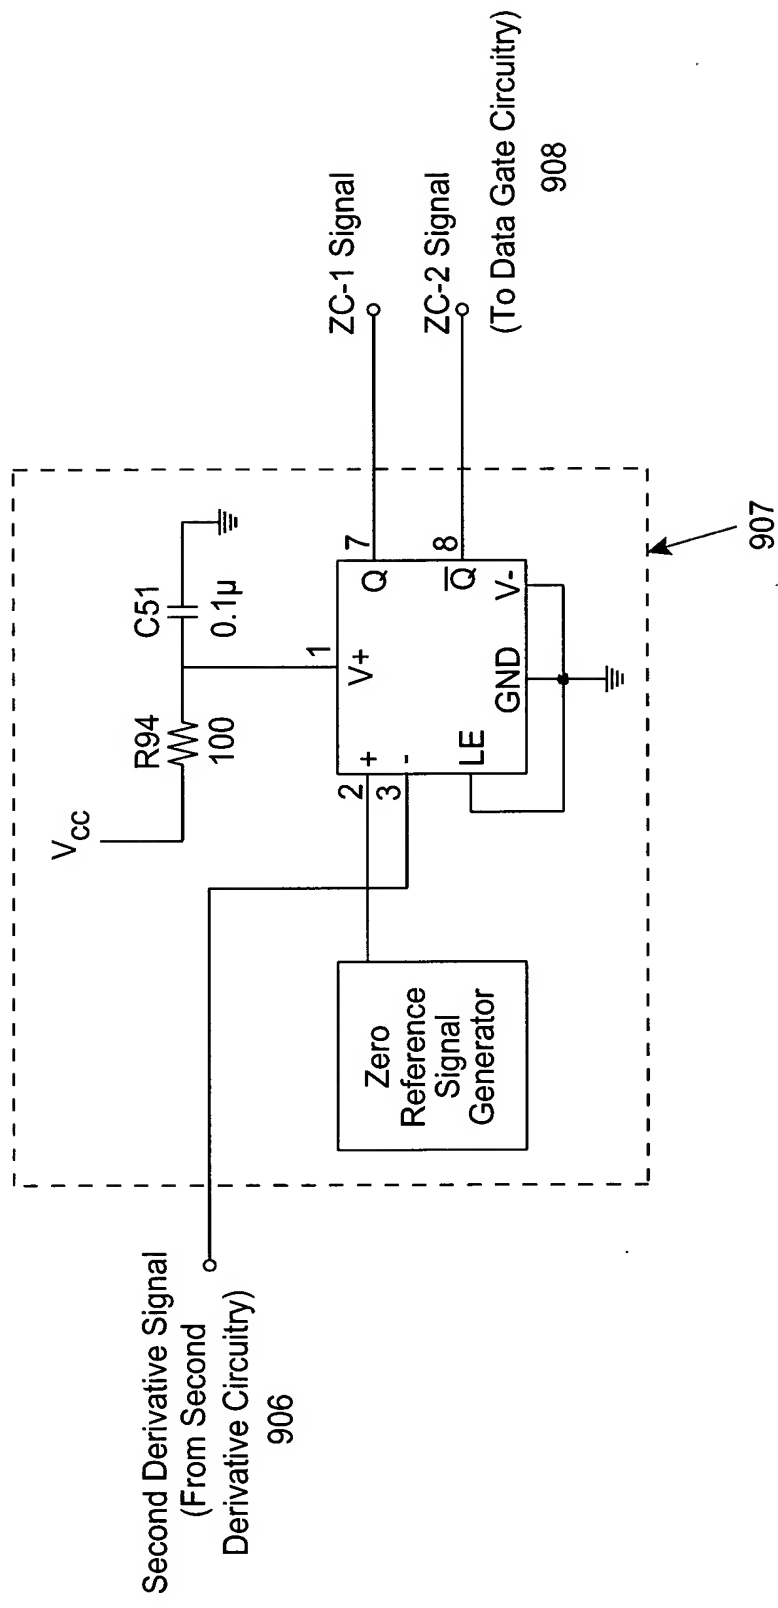 Second Derivative Signal
(From Second
Derivative Circuitry)
906
VCC
R94
100
C51
0.1μ
Zero
Reference
Signal
Generator
2
3
1
+
-
V+
LE
GND
V-
Q
Q̅
7
8
ZC-1 Signal
ZC-2 Signal
(To Data Gate Circuitry)
908
907